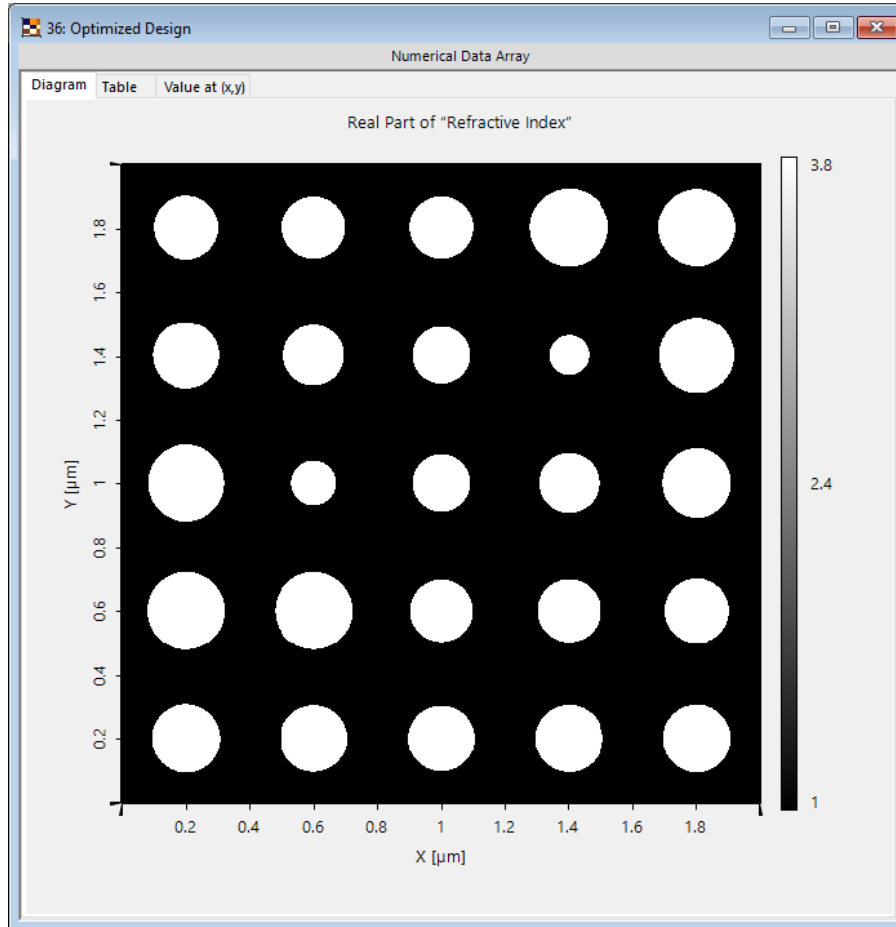 36: Optimized Design
Numerical Data Array
Diagram Table Value at (x,y)
Real Part of “Refractive Index”
3.8
2.4
1
Y [µm]
1.8
1.6
1.4
1.2
1
0.8
0.6
0.4
0.2
0.2 0.4 0.6 0.8 1 1.2 1.4 1.6 1.8
X [µm]